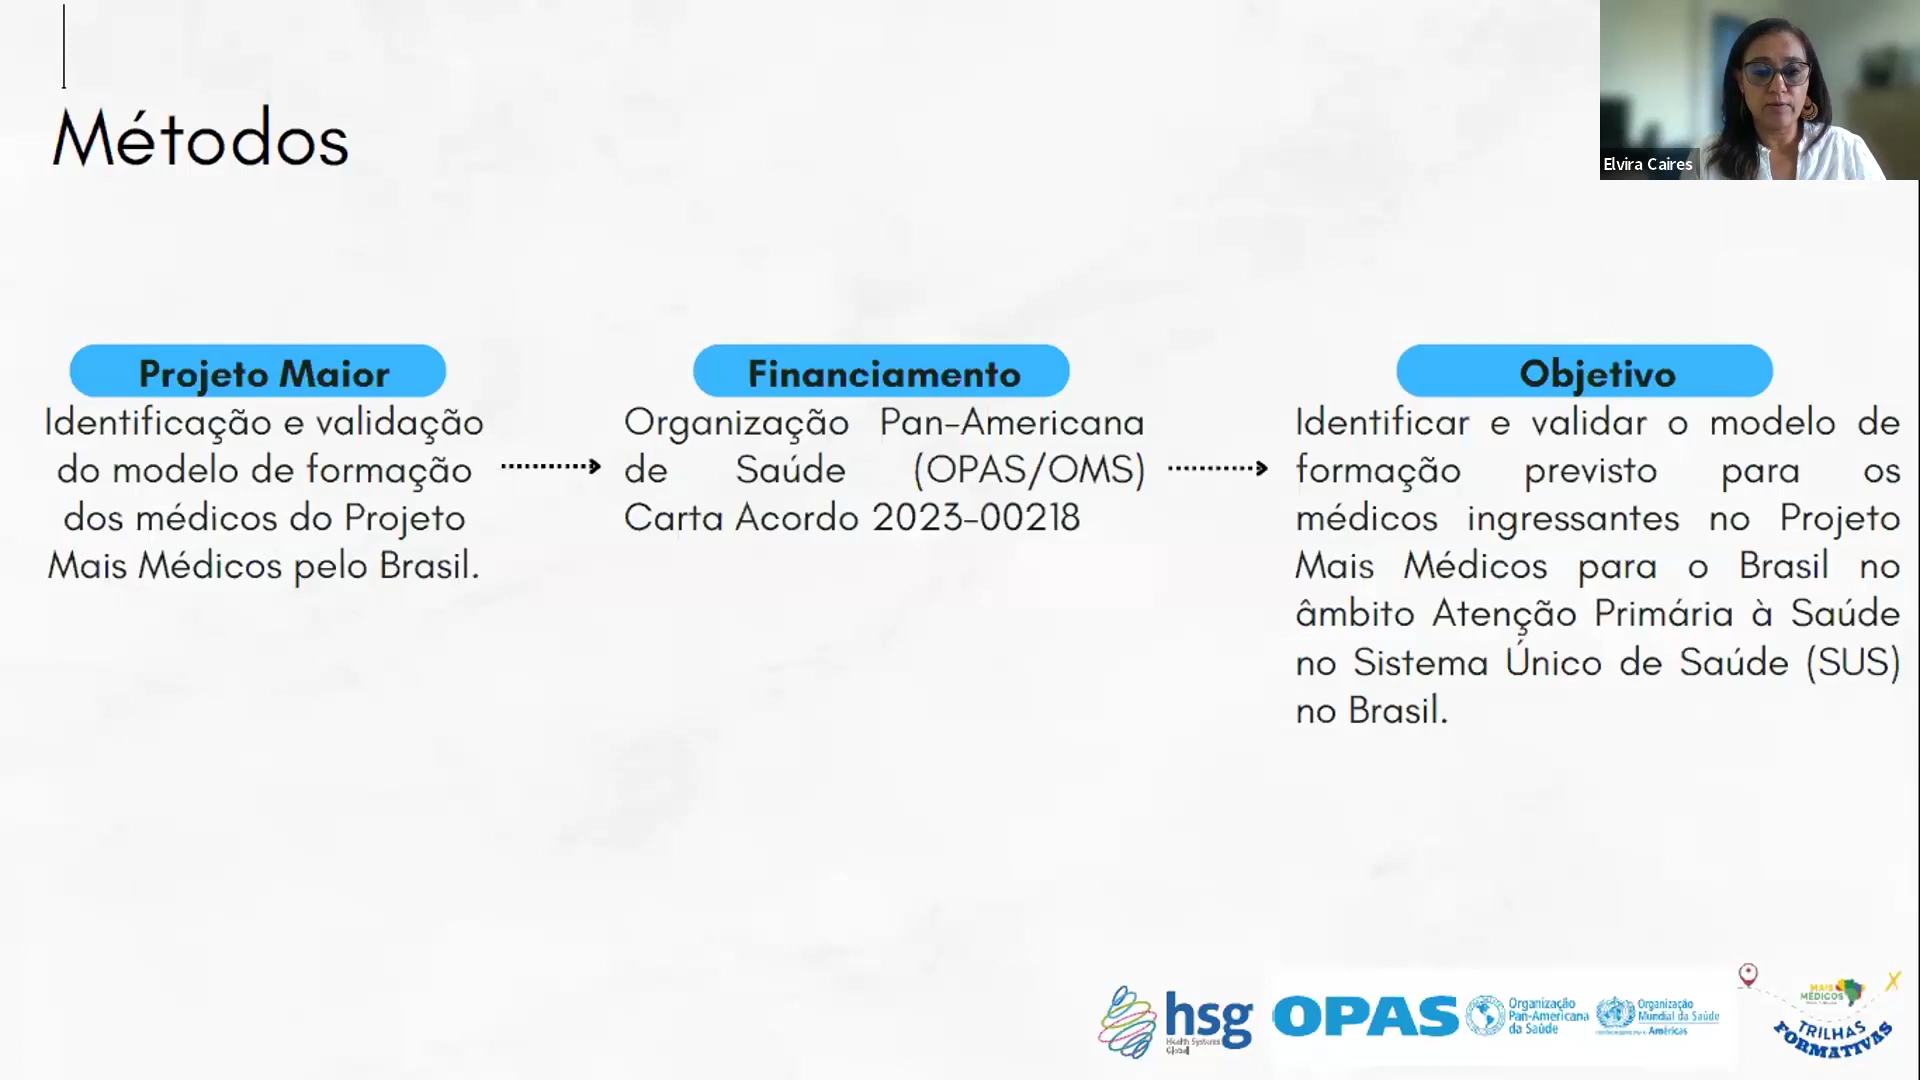 Métodos
Elvira Caires
Projeto Maior
Identificação e validação
do modelo de formação
dos médicos do Projeto
Mais Médicos pelo Brasil.
Financiamento
Organização Pan-Americana
de Saúde (OPAS/OMS)
Carta Acordo 2023-00218
Objetivo
Identificar e validar o modelo de
formação previsto para os
médicos ingressantes no Projeto
Mais Médicos para o Brasil no
âmbito Atenção Primária à Saúde
no Sistema Único de Saúde (SUS)
no Brasil.
hsg
Health Systems
Global
OPAS
Organização
Pan-Americana
da Saúde
Organização
Mundial da Saúde
Américas
MAIS
MÉDICOS
TRILHAS
FORMATIVAS